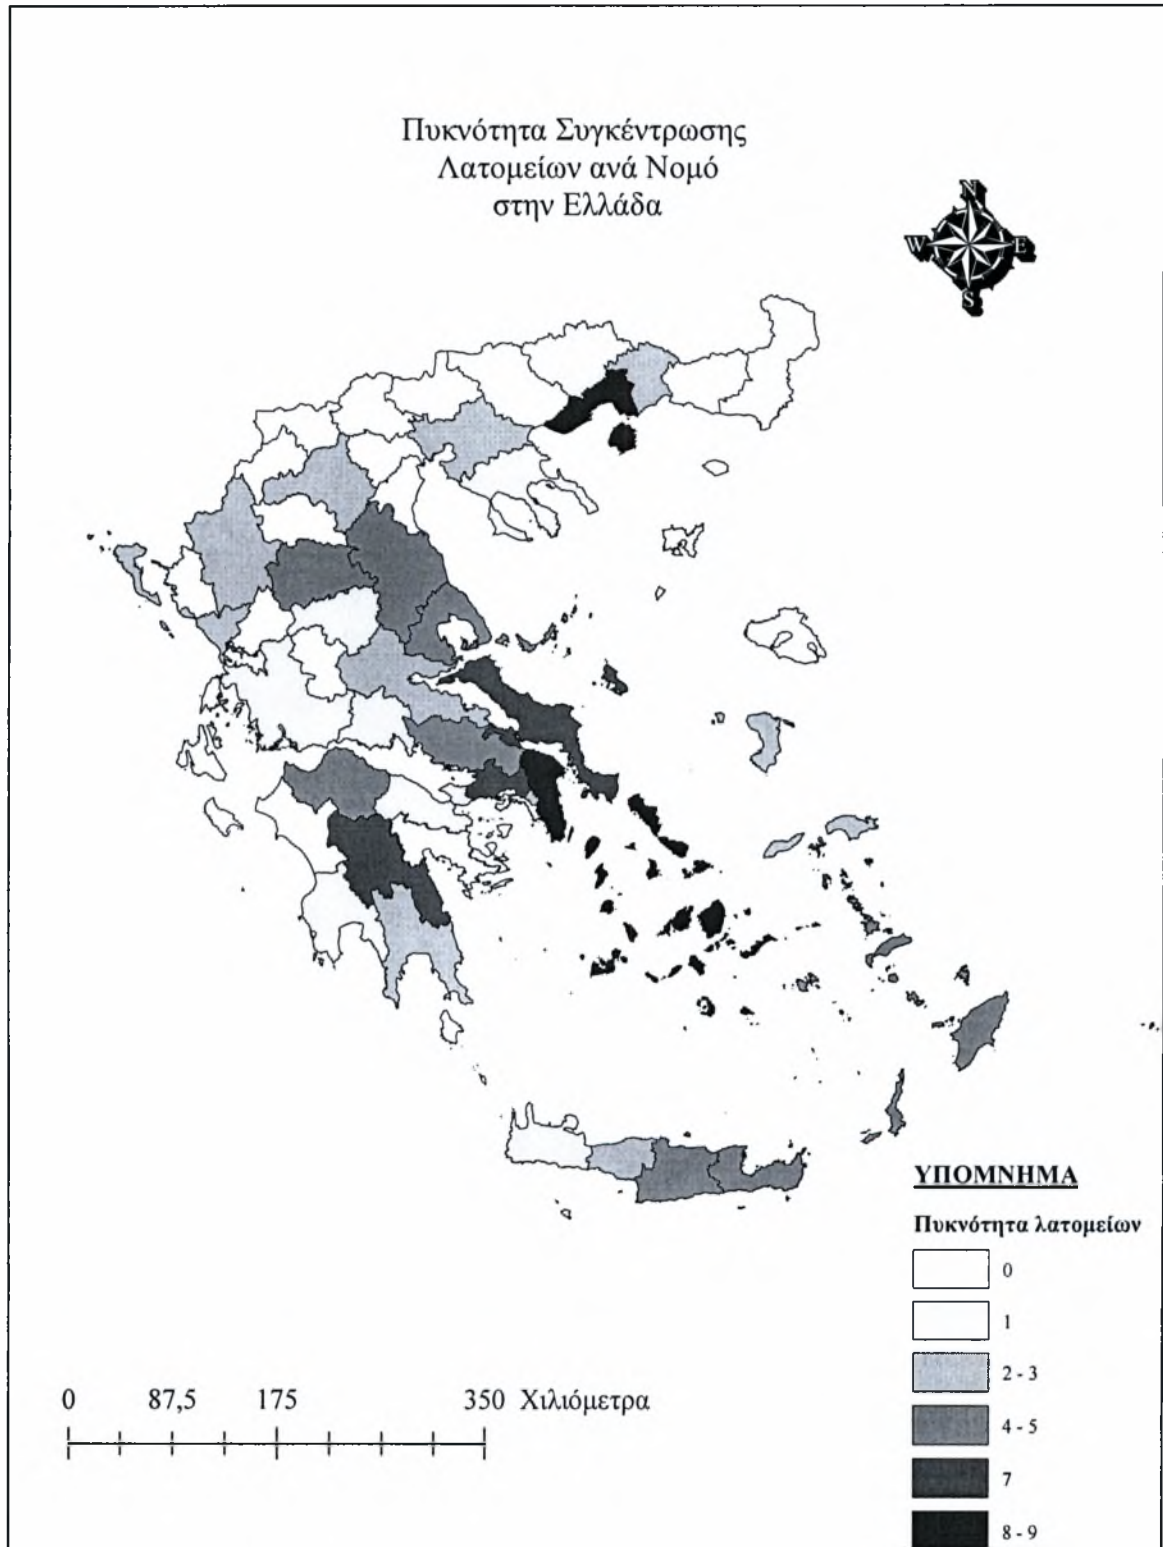 Πυκνότητα Συγκέντρωσης
Λατομείων ανά Νομό
στην Ελλάδα
N
W E
S
ΥΠΟΜΝΗΜΑ
Πυκνότητα λατομείων
0
1
2 - 3
4 - 5
7
8 - 9
0 87,5 175 350 Χιλιόμετρα